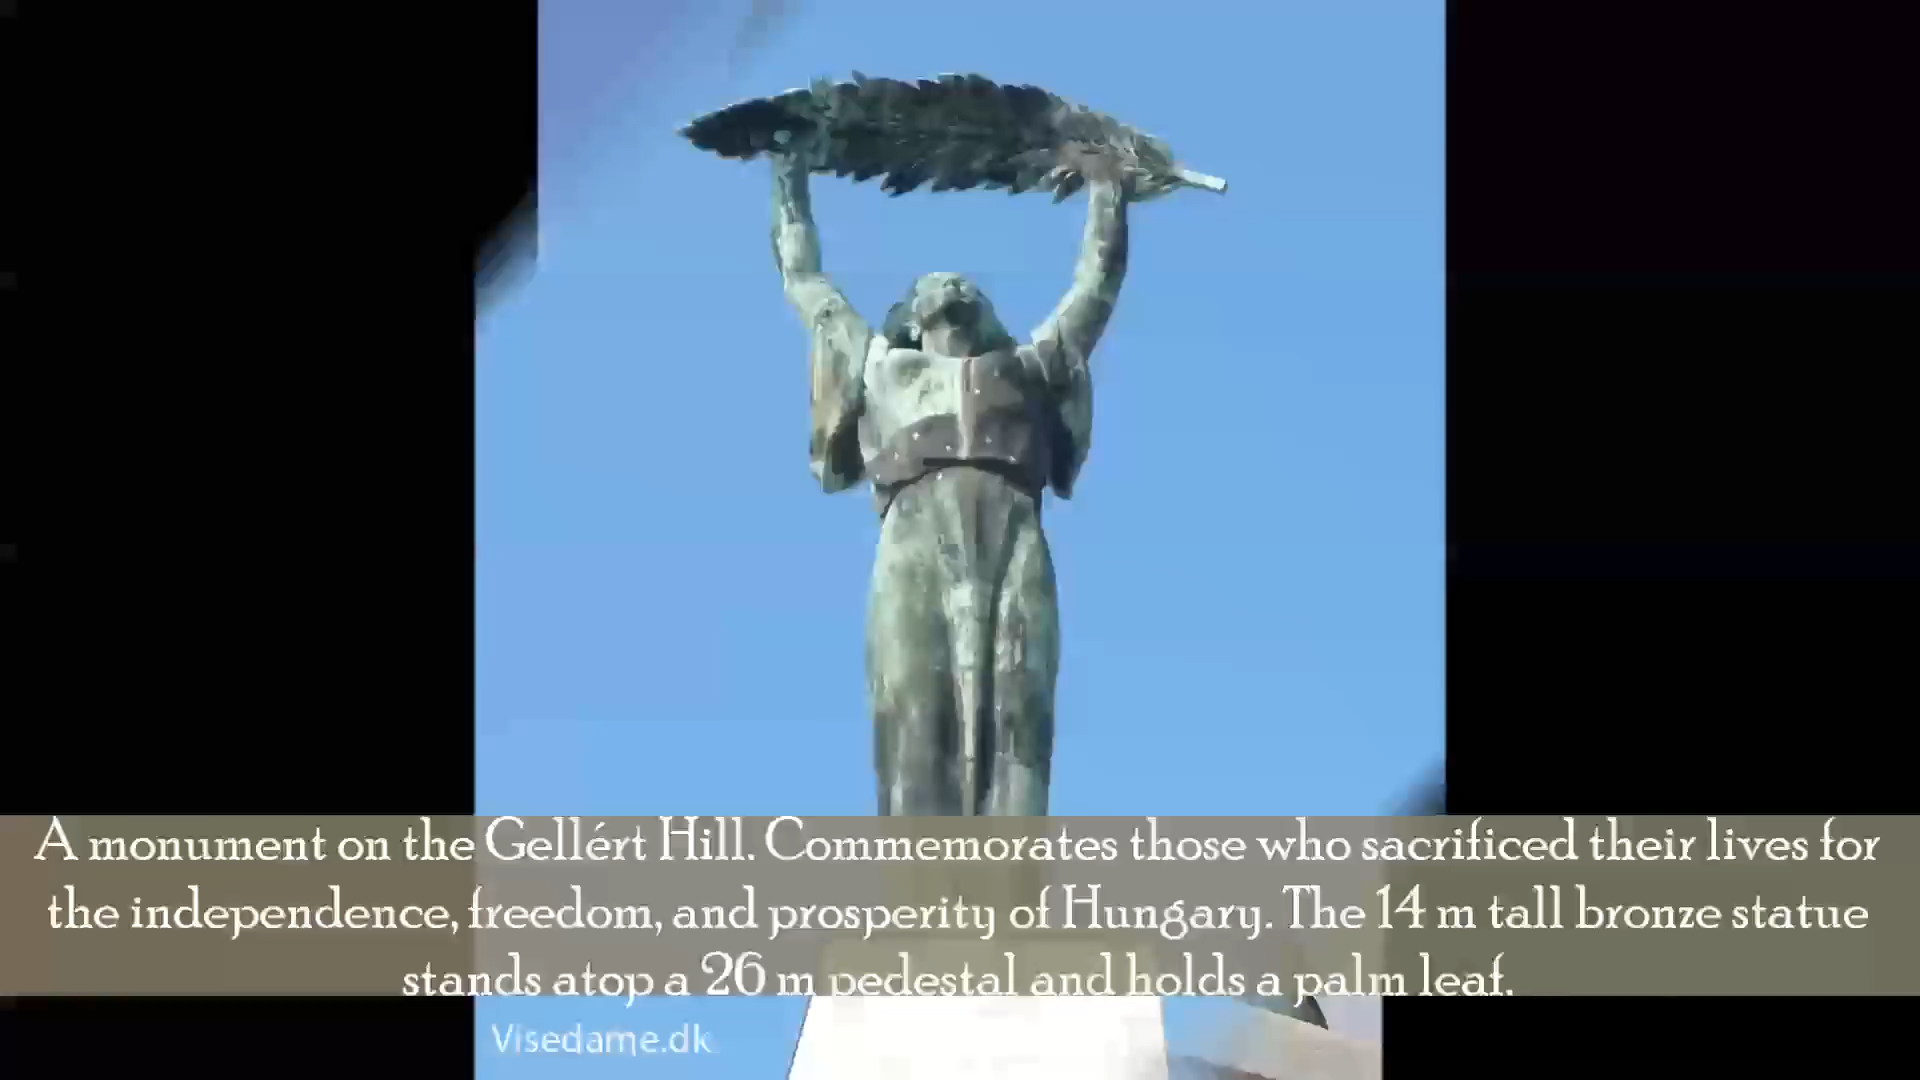 A monument on the Gellért Hill. Commemorates those who sacrificed their lives for
the independence, freedom, and prosperity of Hungary. The 14 m tall bronze statue
stands atop a 26 m pedestal and holds a palm leaf.
Visedame.dk